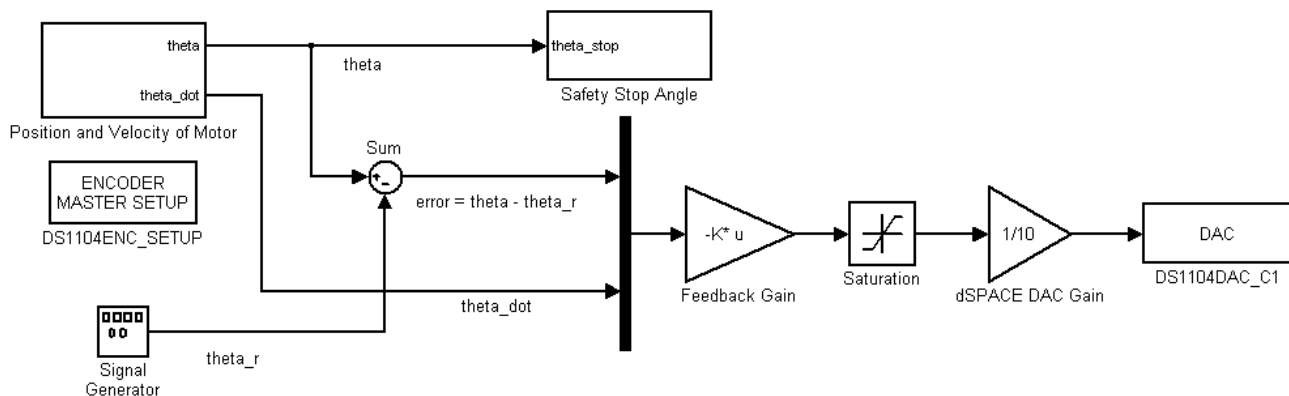 theta
theta_dot
Position and Velocity of Motor
theta
theta_stop
Safety Stop Angle
ENCODER
MASTER SETUP
DS1104ENC_SETUP
Sum
+
-
error = theta - theta_r
theta_dot
Signal
Generator
theta_r
-K* u
Feedback Gain
Saturation
1/10
dSPACE DAC Gain
DAC
DS1104DAC_C1